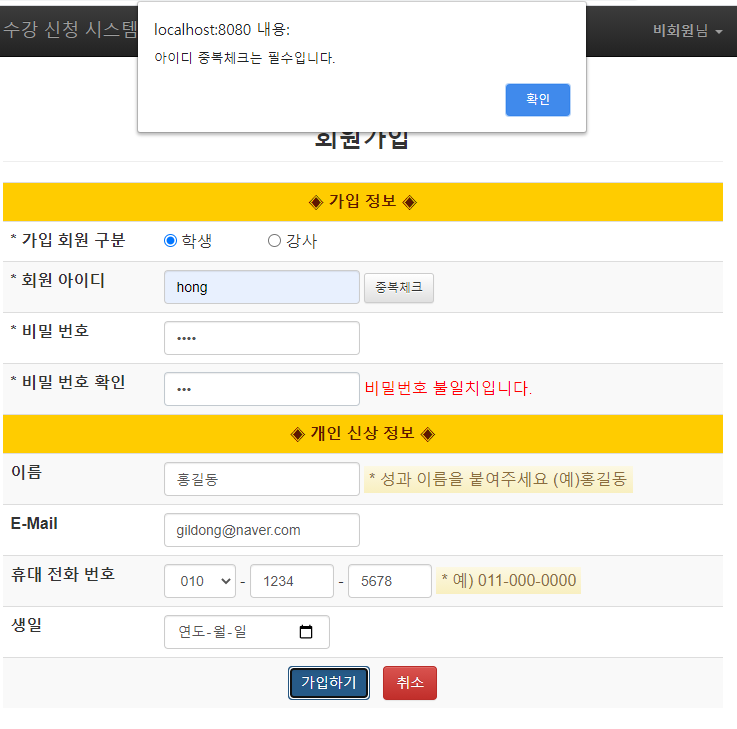 수강 신청 시스템
localhost:8080 내용:
아이디 중복체크는 필수입니다.
확인
비회원님
회원가입
◈ 가입 정보 ◈
* 가입 회원 구분 학생 강사
* 회원 아이디 hong 중복체크
* 비밀 번호 ••••
* 비밀 번호 확인 ••• 비밀번호 불일치입니다.
◈ 개인 신상 정보 ◈
이름 홍길동 * 성과 이름을 붙여주세요 (예)홍길동
E-Mail gildong@naver.com
휴대 전화 번호 010 - 1234 - 5678 * 예) 011-000-0000
생일 연도-월-일
가입하기 취소